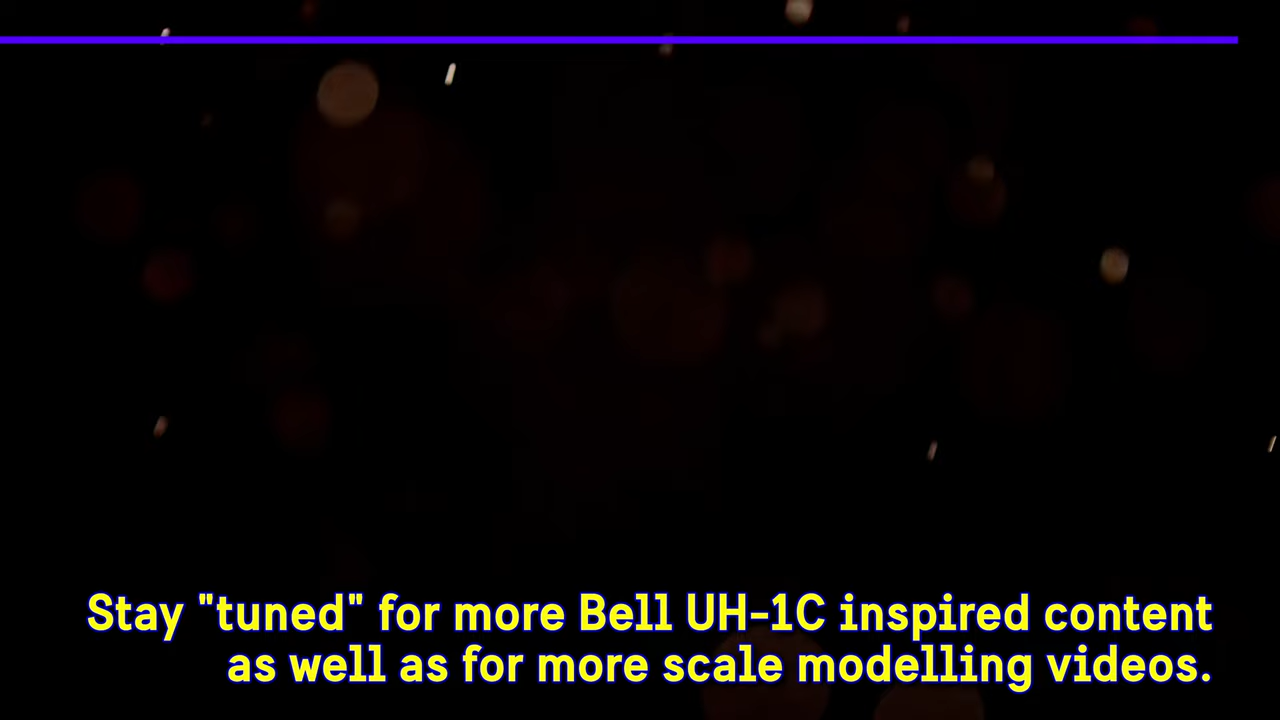 Stay "tuned" for more Bell UH-1C inspired content
as well as for more scale modelling videos.